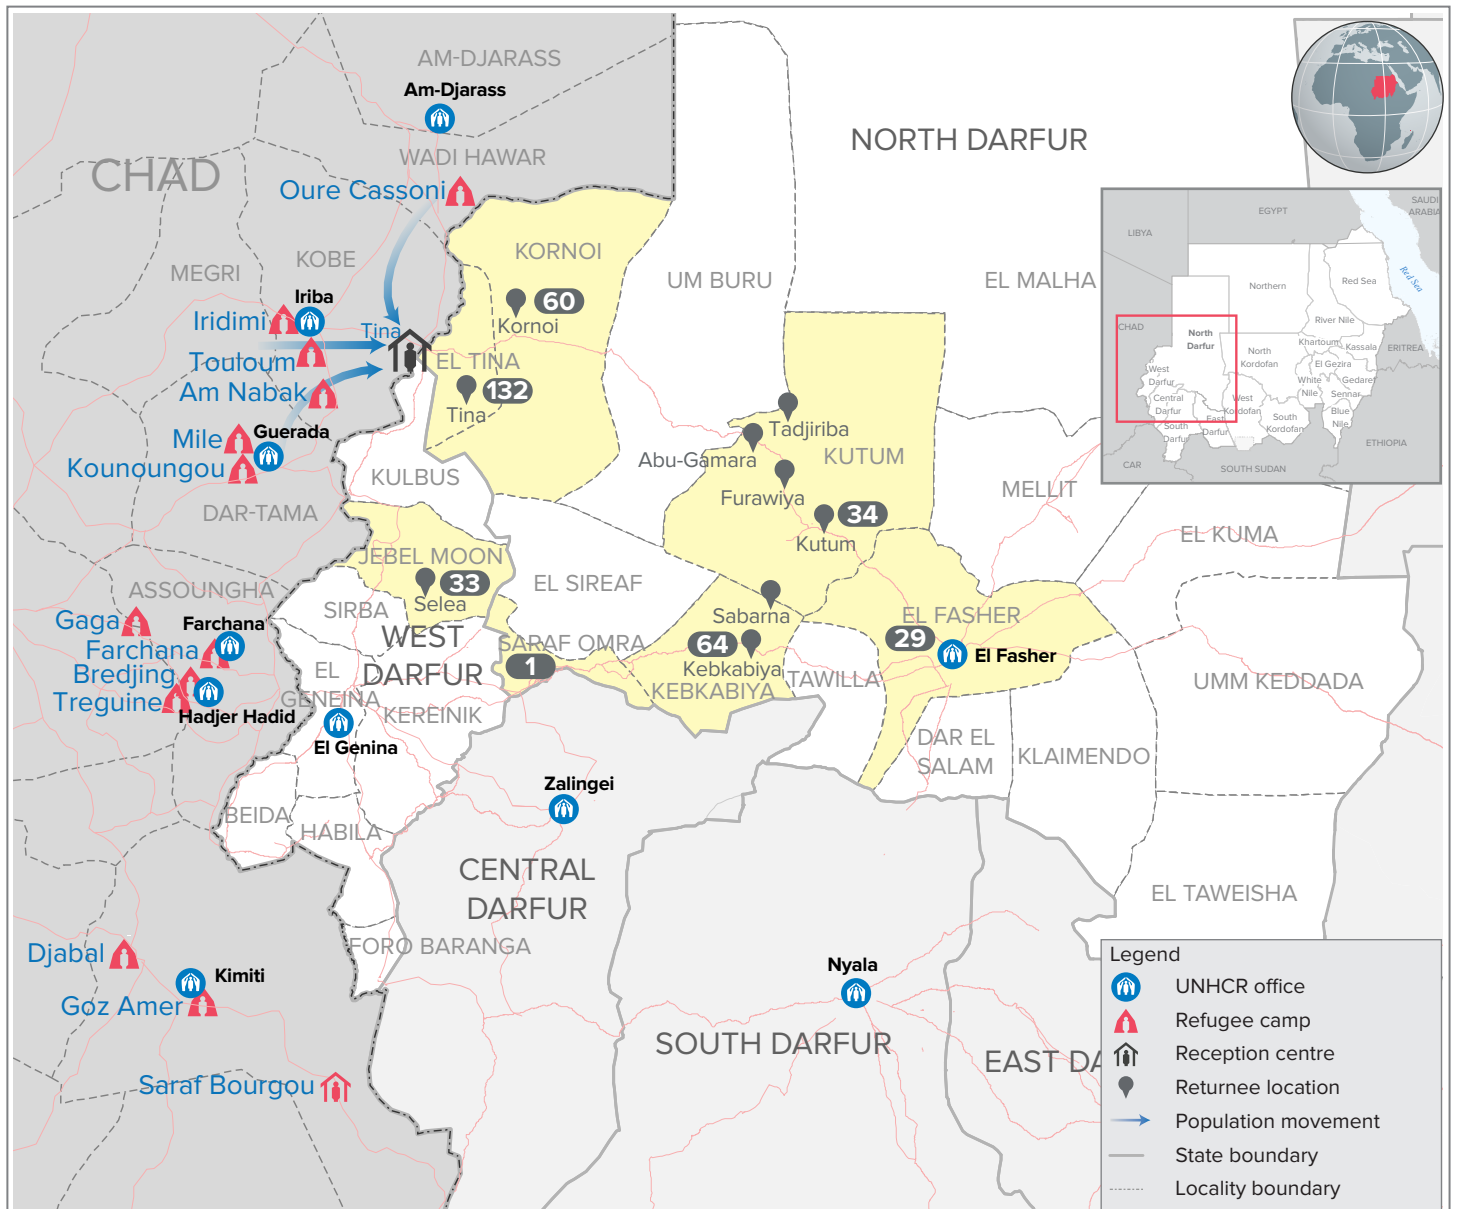 AM-DJARASS
Am-Djarass
CHAD
WADI HAWAR
Oure Cassoni
NORTH DARFUR
KORNOI
KOBE
MEGRI
UM BURU
EL MALHA
Iriba
Iridimi
60
Kornoi
Tina
Touloum
EL TINA
Am Nabak
132
Tina
Tadjiriba
Mile
Guerada
Abu-Gamara
KUTUM
Kounoungou
KULBUS
Furawiya
MELLIT
DAR-TAMA
34
Kutum
EL KUMA
JEBEL MOON
33
Selea
EL SIREAF
ASSOUNGHA
SIRBA
Sabarna
EL FASHER
Gaga
Farchana
Farchana
WEST
DARFUR
SARAF OMRA
1
64
Kebkabiya
29
El Fasher
Bredjing
EL
GENEINA
KEBKABIYA
TAWILLA
UMM KEDDADA
Treguine
Hadjer Hadid
KEREINIK
El Genina
DAR EL
SALAM
KLAIMENDO
Zalingei
BEIDA
HABILA
CENTRAL
DARFUR
EL TAWEISHA
FORO BARANGA
Djabal
Kimiti
Goz Amer
Nyala
SOUTH DARFUR
EAST DA
Saraf Bourgou
SAUDI
ARABIA
EGYPT
LIBYA
Red Sea
Northern
Red Sea
CHAD
North
Darfur
River Nile
Khartoum
Kassala
ERITREA
North
Kordofan
El Gezira
West
Darfur
White
Nile
Gedaref
Sennar
Central
Darfur
West
Kordofan
South
Kordofan
Blue
Nile
East
Darfur
South
Darfur
ETHIOPIA
CAR
SOUTH SUDAN
Legend
UNHCR office
Refugee camp
Reception centre
Returnee location
Population movement
State boundary
Locality boundary